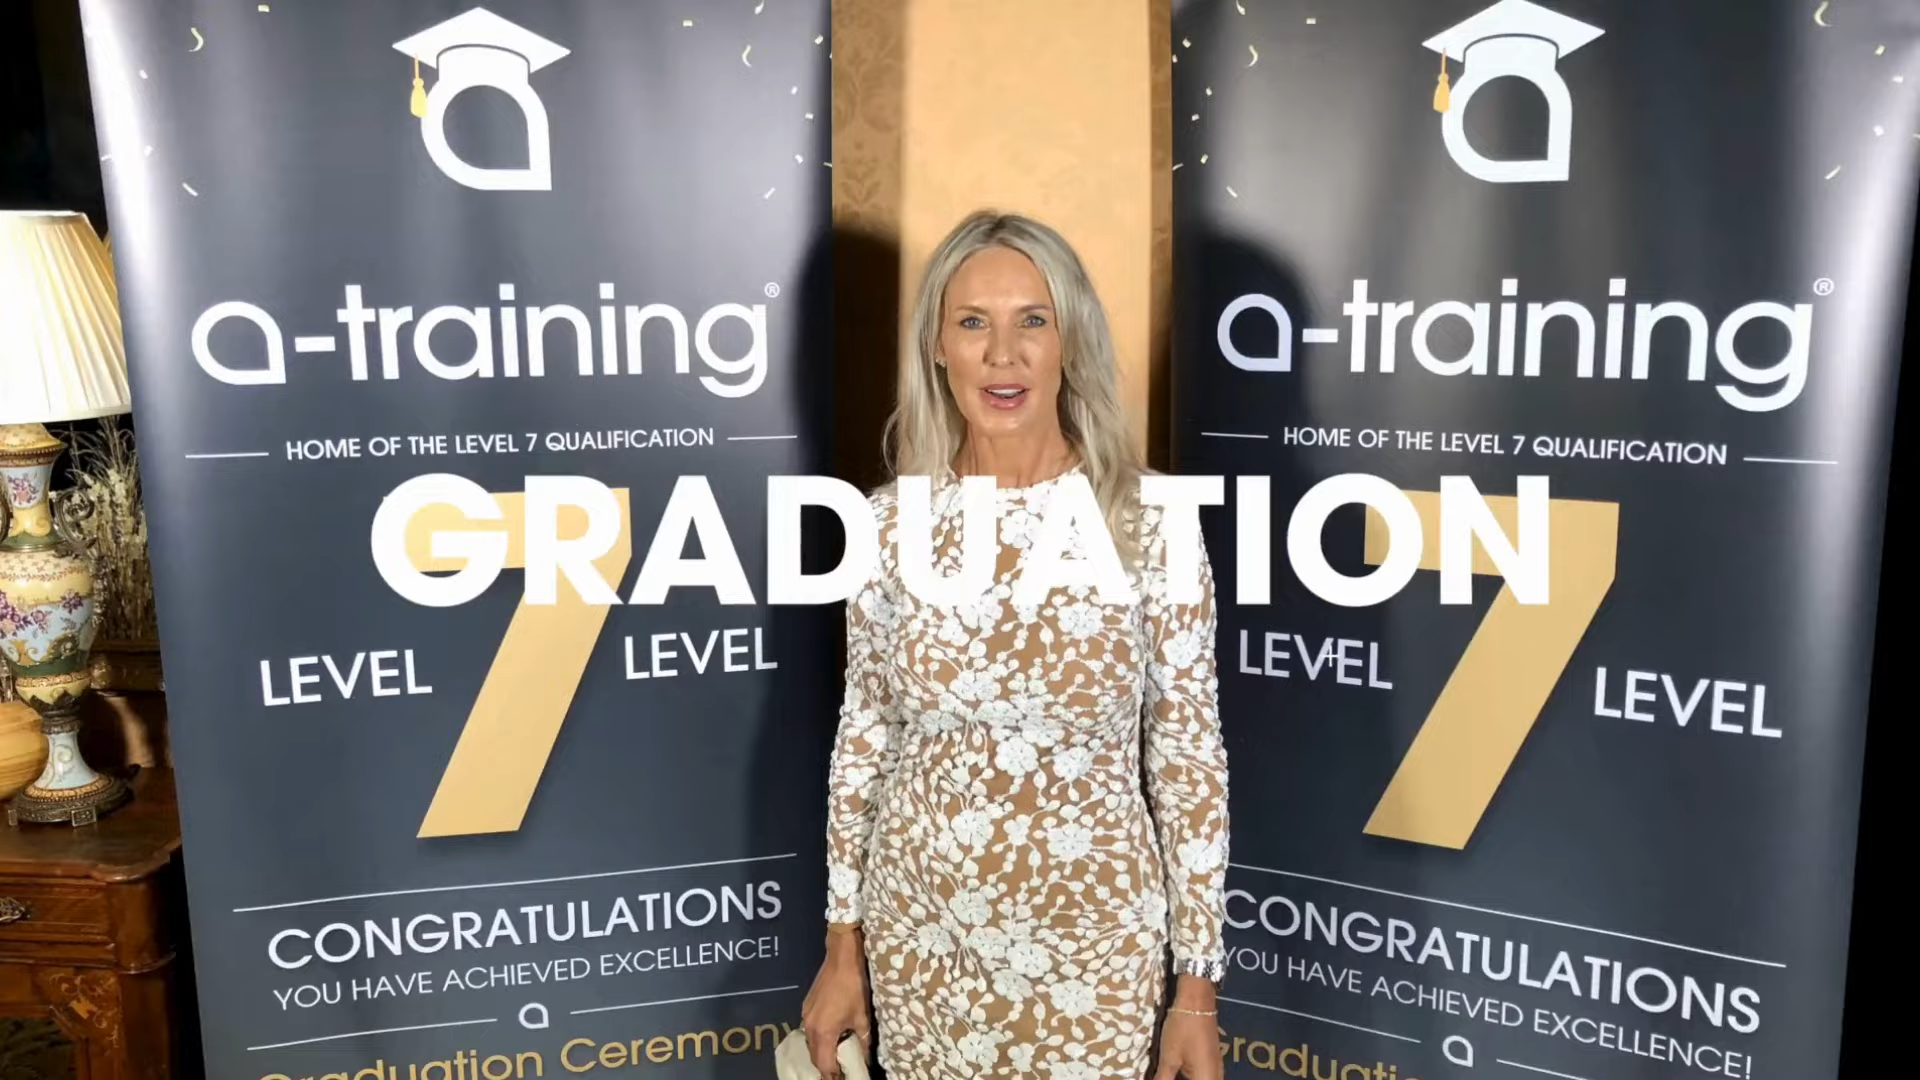 a-training®
HOME OF THE LEVEL 7 QUALIFICATION
GRADUATION
7
LEVEL LEVEL
CONGRATULATIONS
YOU HAVE ACHIEVED EXCELLENCE!
a
Graduation Ceremony
a-training®
HOME OF THE LEVEL 7 QUALIFICATION
7
LEVEL LEVEL
CONGRATULATIONS
YOU HAVE ACHIEVED EXCELLENCE!
a